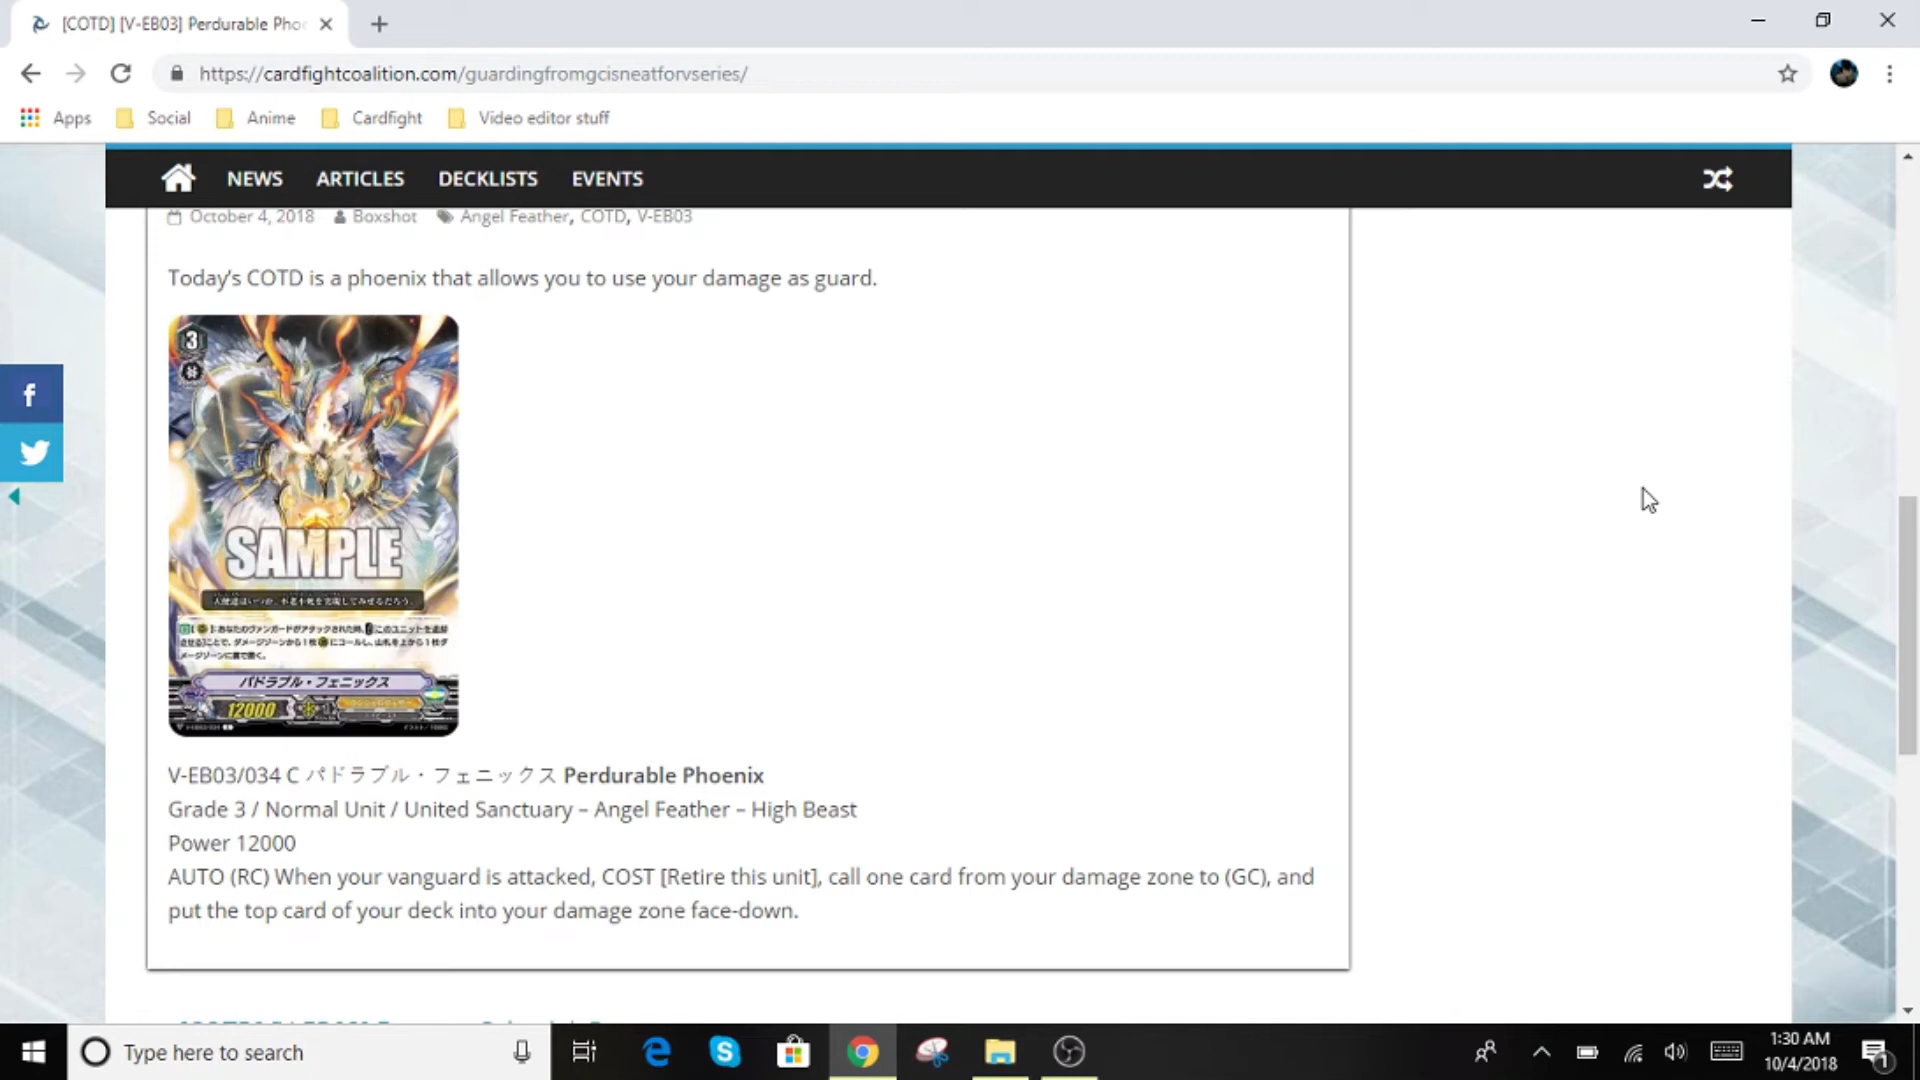 [COTD] [V-EB03] Perdurable Pho
https://cardfightcoalition.com/guardingfromgcisneatforvseries/
Apps Social Anime Cardfight Video editor stuff
NEWS ARTICLES DECKLISTS EVENTS
October 4, 2018 Boxshot Angel Feather, COTD, V-EB03
Today's COTD is a phoenix that allows you to use your damage as guard.
3
SAMPLE
パドラブル・フェニックス
12000
V-EB03/034 C パドラブル・フェニックス Perdurable Phoenix
Grade 3 / Normal Unit / United Sanctuary – Angel Feather – High Beast
Power 12000
AUTO (RC) When your vanguard is attacked, COST [Retire this unit], call one card from your damage zone to (GC), and
put the top card of your deck into your damage zone face-down.
Type here to search
1:30 AM
10/4/2018
1